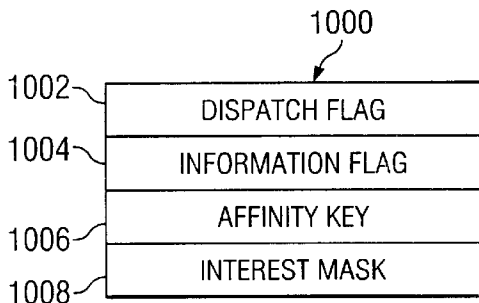 1000
1002 DISPATCH FLAG
1004 INFORMATION FLAG
1006 AFFINITY KEY
1008 INTEREST MASK